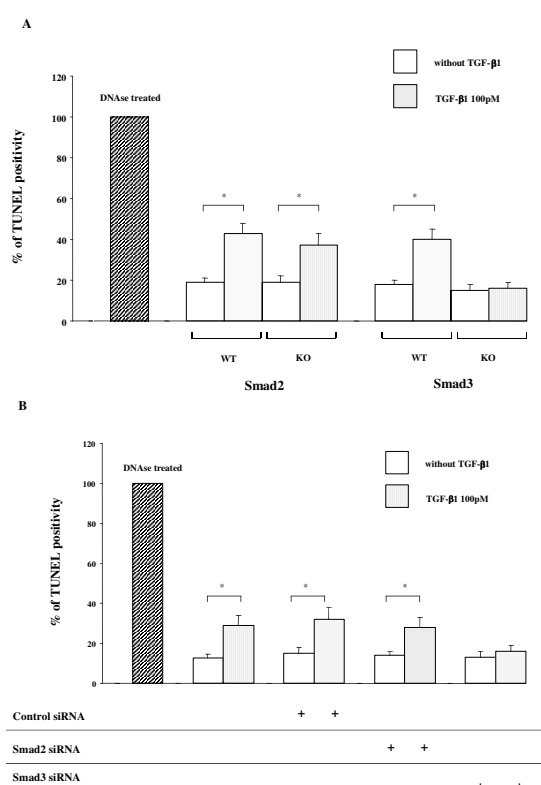 A
without TGF-β1
TGF-β1 100pM
DNAse treated
% of TUNEL positivity
120
100
80
60
40
20
0
* * *
WT KO WT KO
Smad2 Smad3
B
without TGF-β1
TGF-β1 100pM
DNAse treated
% of TUNEL positivity
120
100
80
60
40
20
0
* * *
Control siRNA + +
Smad2 siRNA + +
Smad3 siRNA